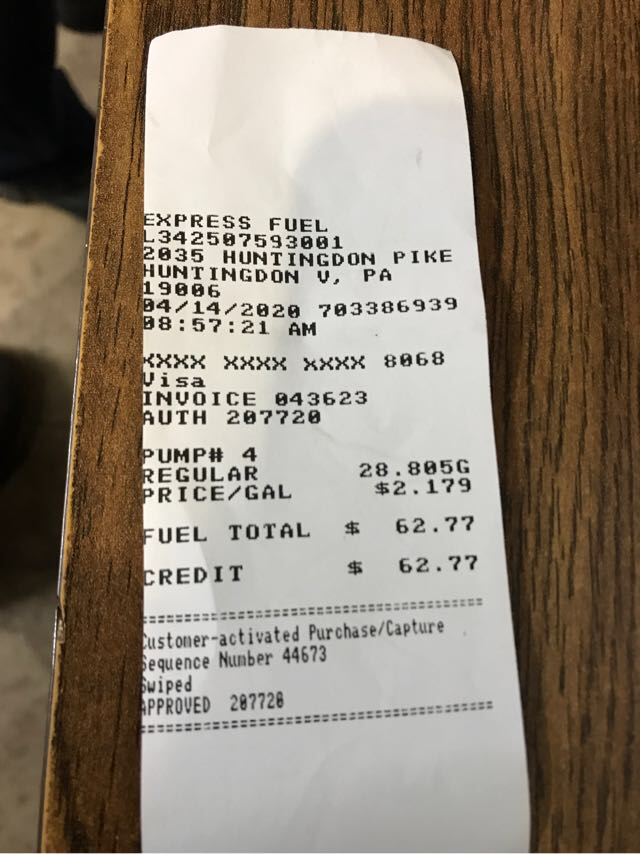 EXPRESS FUEL
L342507593001
2035 HUNTINGDON PIKE
HUNTINGDON V, PA
19006
04/14/2020 703386939
08:57:21 AM
XXXX XXXX XXXX 8068
Visa
INVOICE 043623
AUTH 207720
PUMP# 4
REGULAR 28.805G
PRICE/GAL $2.179
FUEL TOTAL $ 62.77
CREDIT $ 62.77
Customer-activated Purchase/Capture
Sequence Number 44673
Swiped
APPROVED 207720